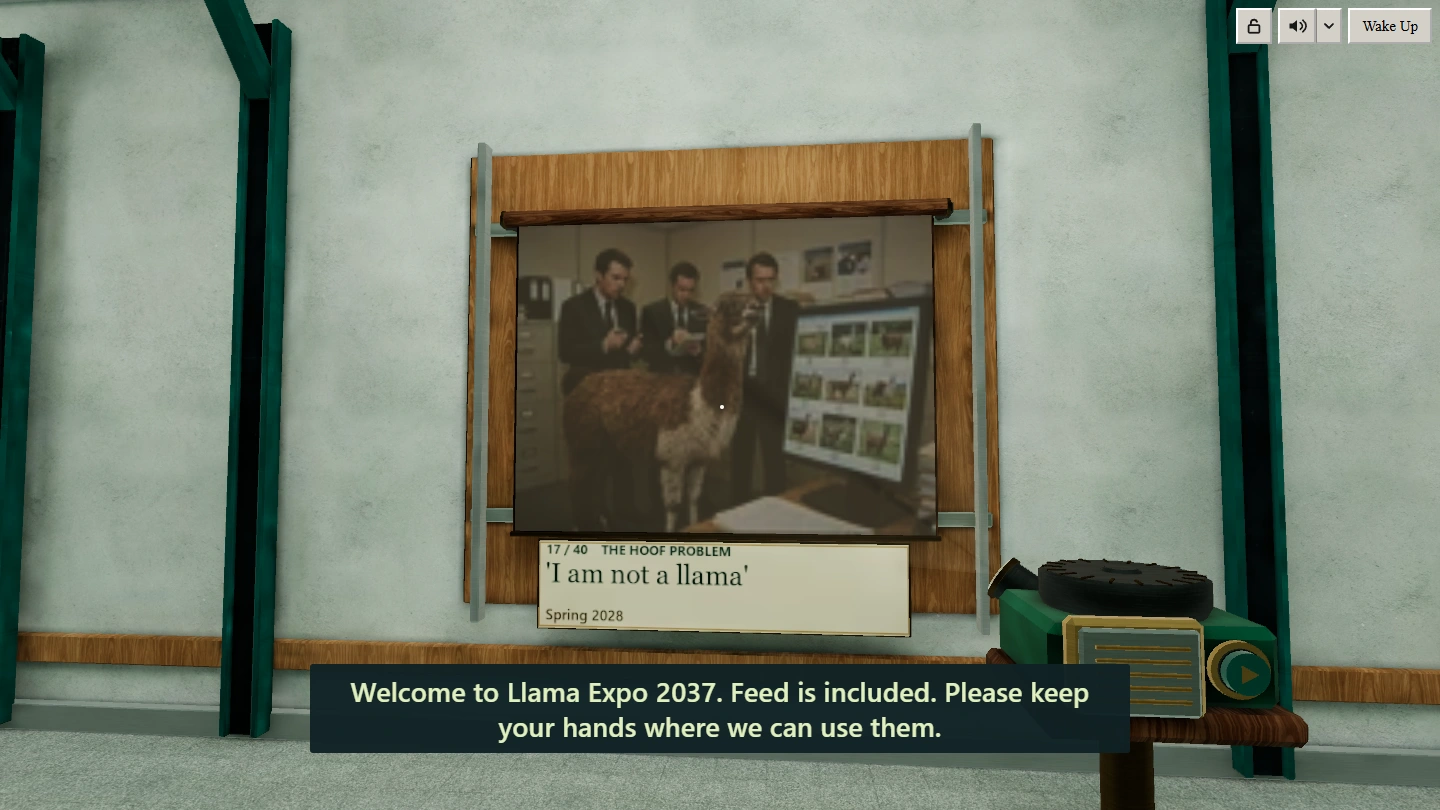 Wake Up
17 / 40 THE HOOF PROBLEM
'I am not a llama'
Spring 2028
Welcome to Llama Expo 2037. Feed is included. Please keep
your hands where we can use them.